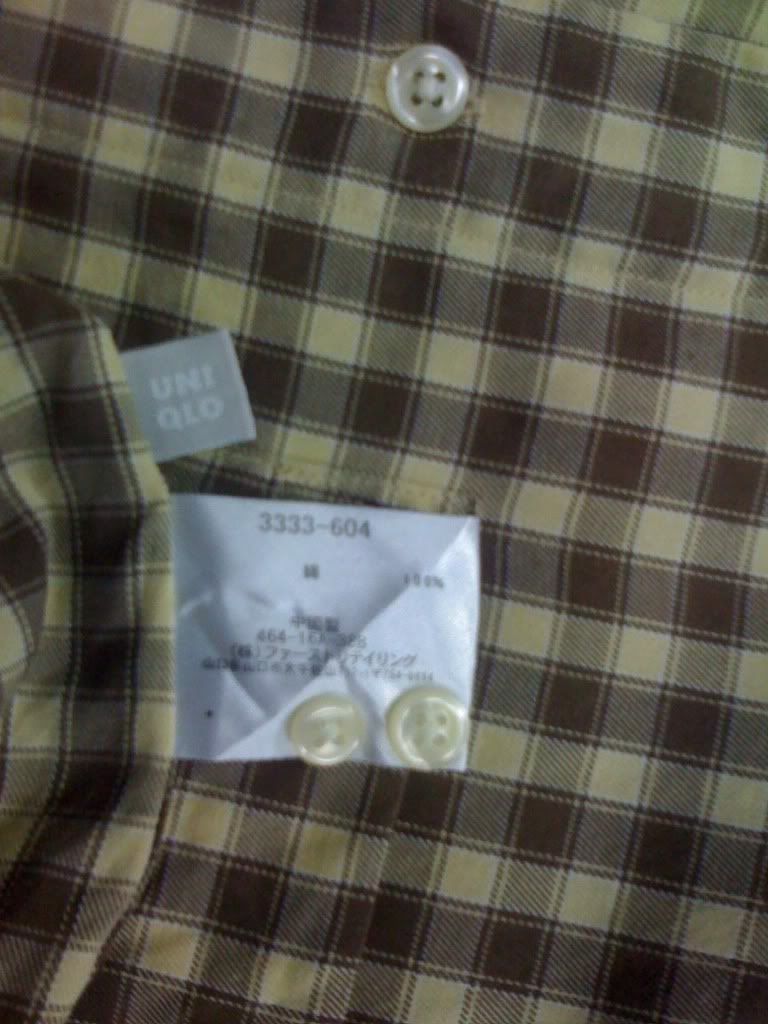 UNI
QLO
3333-604
綿 100%
中国製
(株)ファーストリテイリング